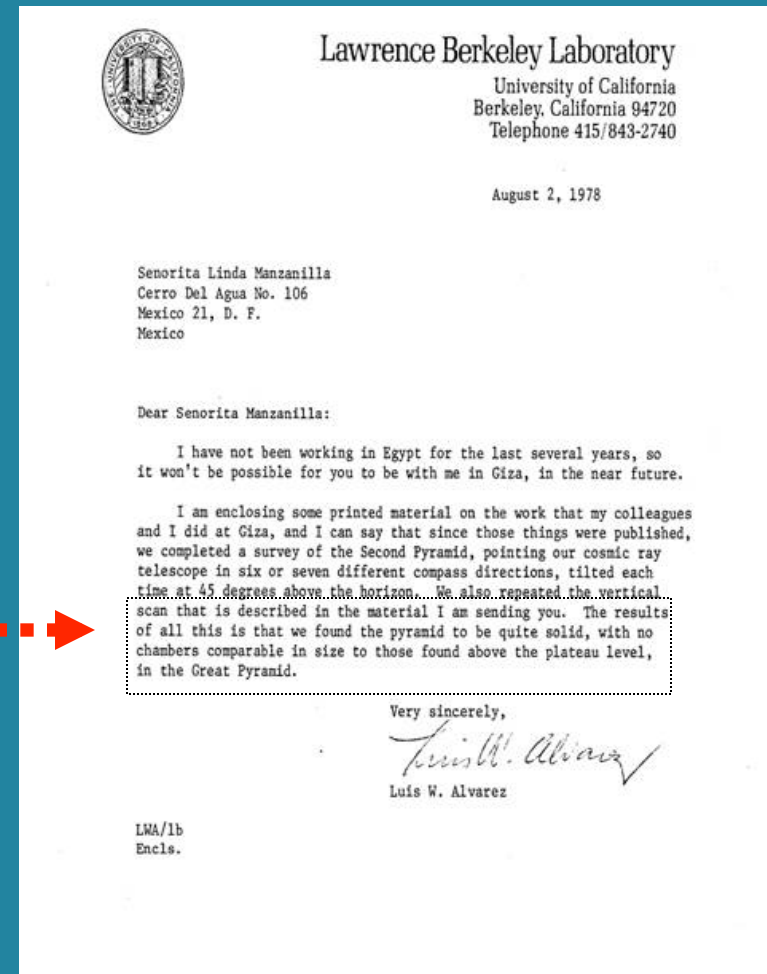 THE UNIVERSITY OF CALIFORNIA
1868
Lawrence Berkeley Laboratory
University of California
Berkeley, California 94720
Telephone 415/843-2740
August 2, 1978
Senorita Linda Manzanilla
Cerro Del Agua No. 106
Mexico 21, D. F.
Mexico
Dear Senorita Manzanilla:
I have not been working in Egypt for the last several years, so
it won't be possible for you to be with me in Giza, in the near future.
I am enclosing some printed material on the work that my colleagues
and I did at Giza, and I can say that since those things were published,
we completed a survey of the Second Pyramid, pointing our cosmic ray
telescope in six or seven different compass directions, tilted each
time at 45 degrees above the horizon. We also repeated the vertical
scan that is described in the material I am sending you. The results
of all this is that we found the pyramid to be quite solid, with no
chambers comparable in size to those found above the plateau level,
in the Great Pyramid.
Very sincerely,
Luis W. Alvarez
Luis W. Alvarez
LWA/lb
Encls.